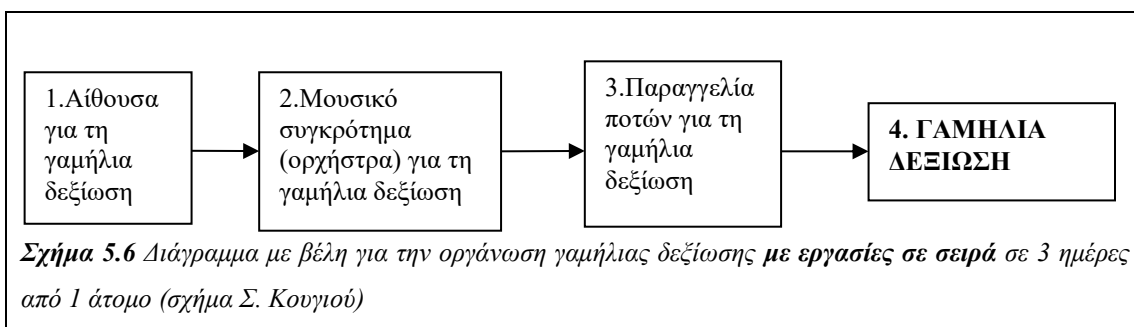 1.Αίθουσα
για τη
γαμήλια
δεξίωση
2.Μουσικό
συγκρότημα
(ορχήστρα) για τη
γαμήλια δεξίωση
3.Παραγγελία
ποτών για τη
γαμήλια
δεξίωση
4. ΓΑΜΗΛΙΑ
ΔΕΞΙΩΣΗ
Σχήμα 5.6 Διάγραμμα με βέλη για την οργάνωση γαμήλιας δεξίωσης με εργασίες σε σειρά σε 3 ημέρες
από 1 άτομο (σχήμα Σ. Κουγιού)